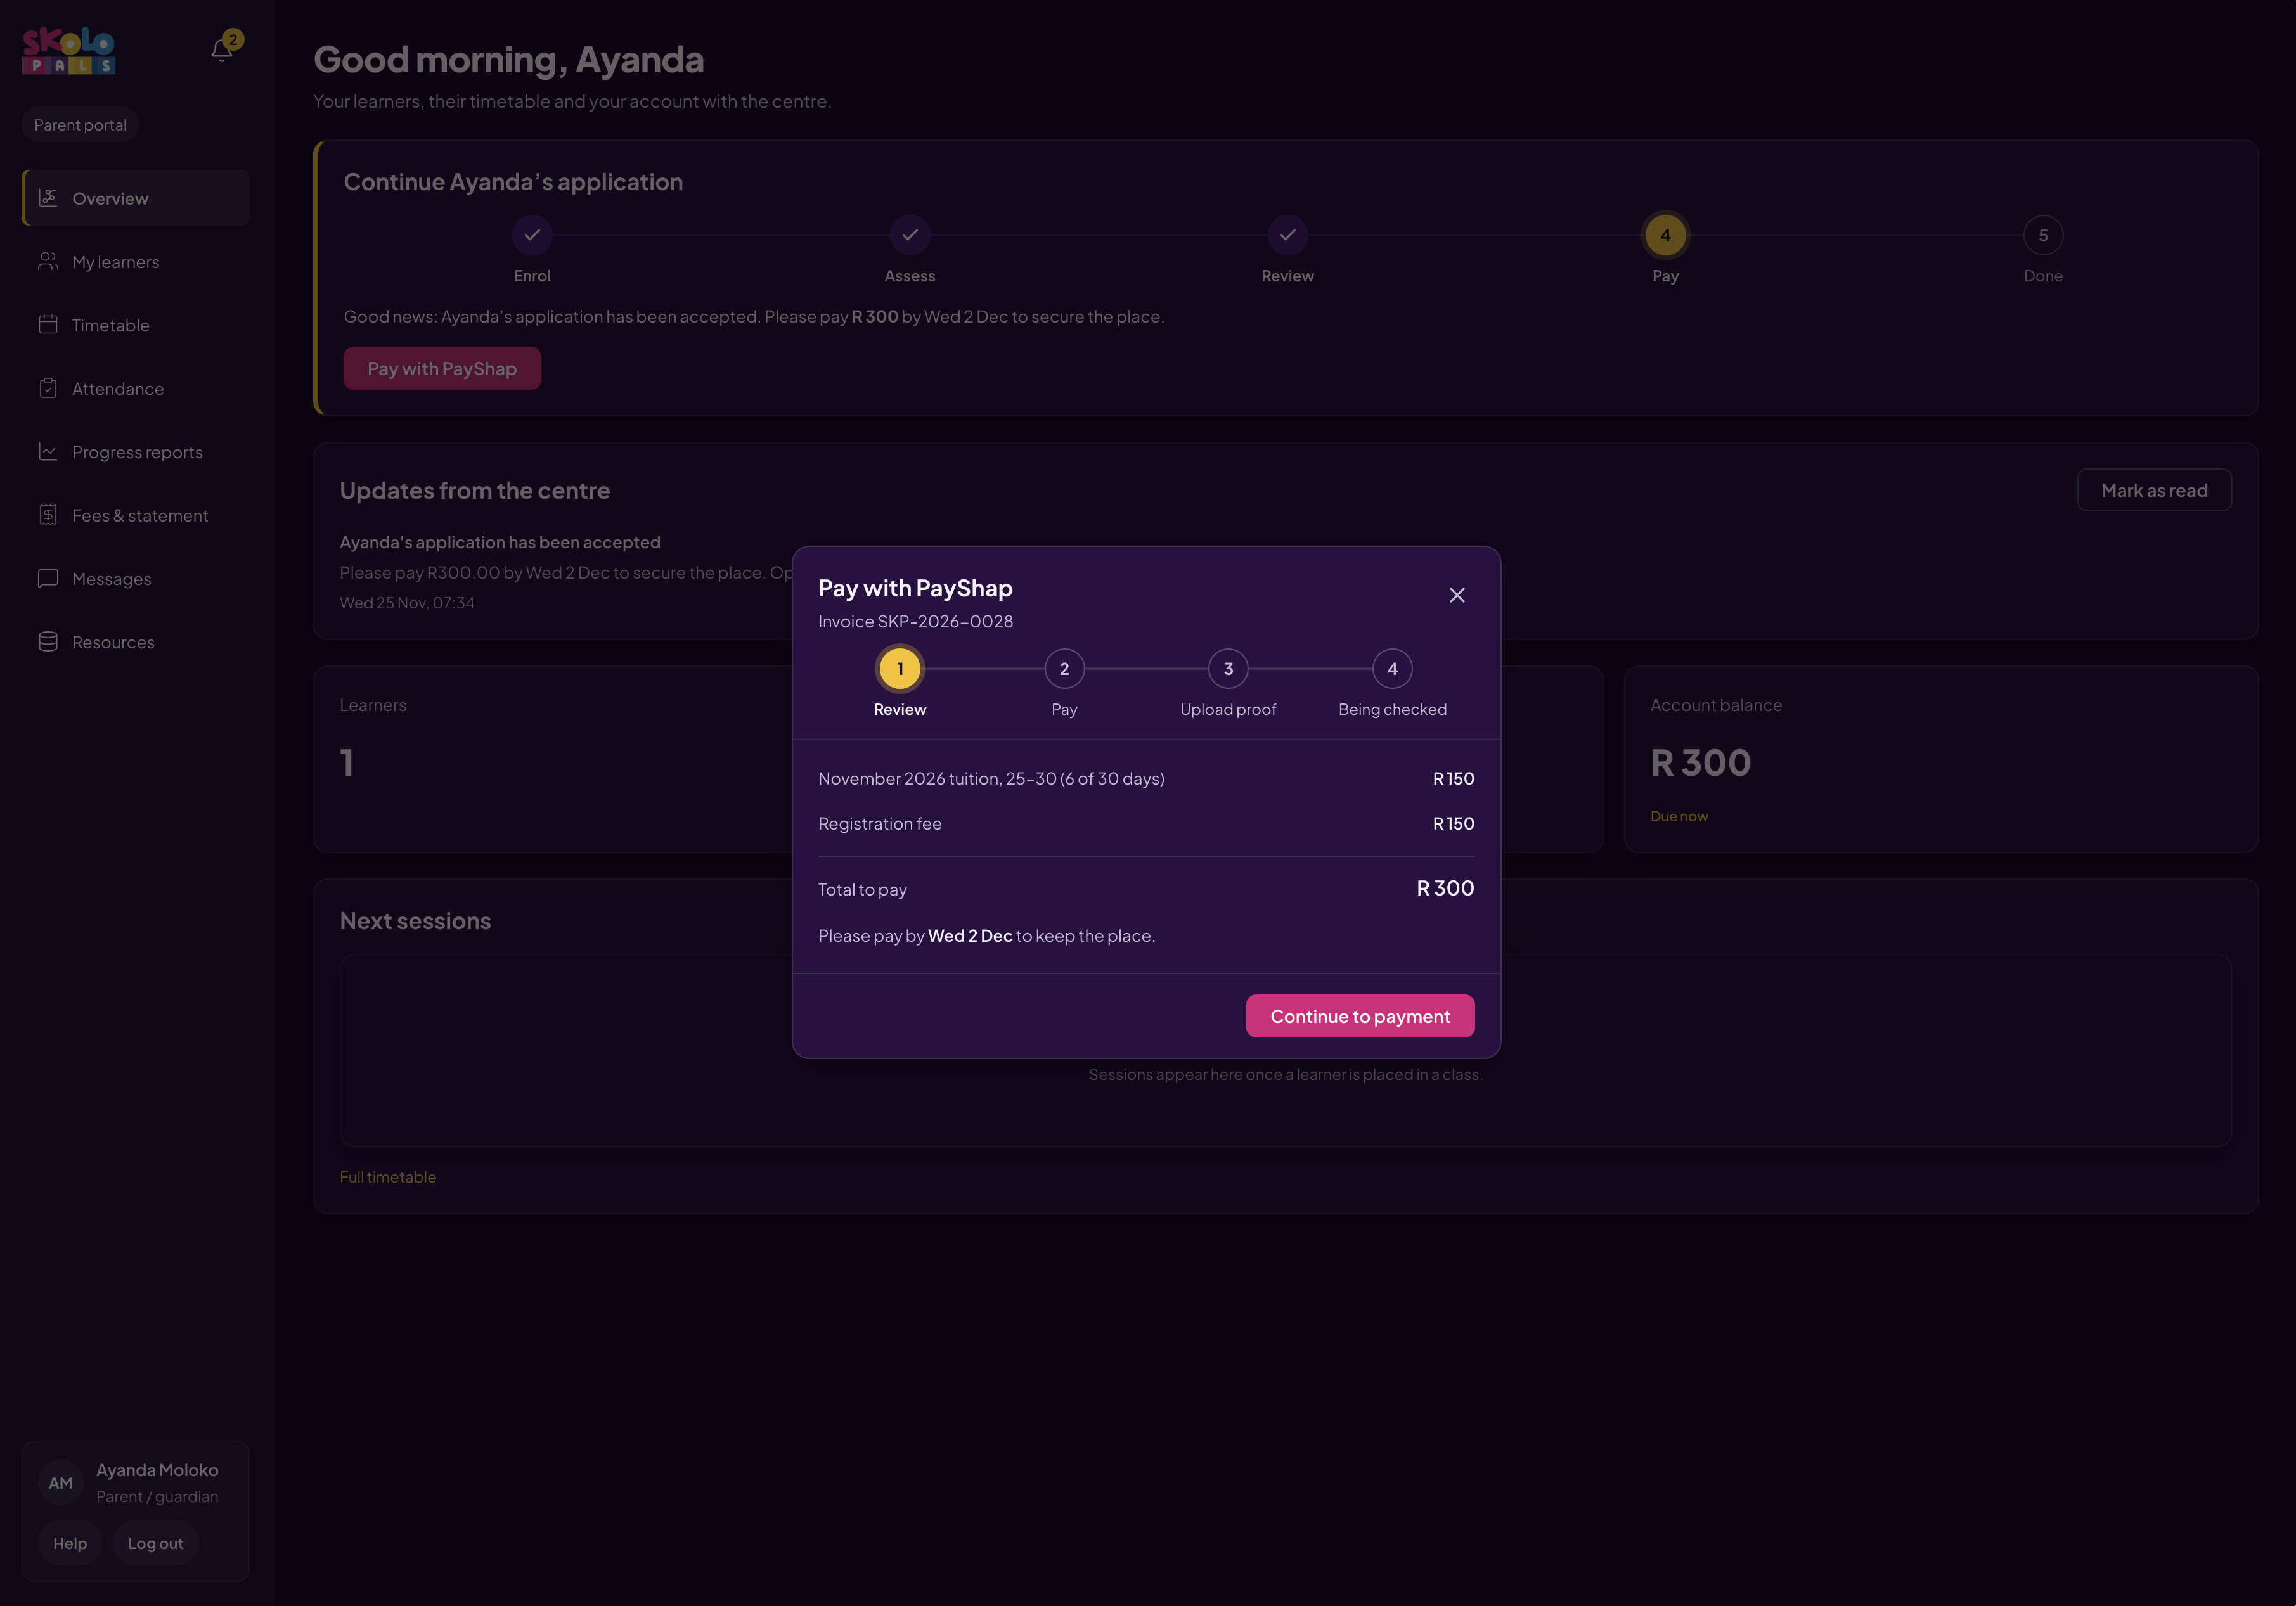 SKOLO
PALS
2
Parent portal
Overview
My learners
Timetable
Attendance
Progress reports
Fees & statement
Messages
Resources
AM
Ayanda Moloko
Parent / guardian
Help
Log out
Good morning, Ayanda
Your learners, their timetable and your account with the centre.
Continue Ayanda’s application
4
5
Enrol
Assess
Review
Pay
Done
Good news: Ayanda’s application has been accepted. Please pay R 300 by Wed 2 Dec to secure the place.
Pay with PayShap
Updates from the centre
Mark as read
Ayanda's application has been accepted
Please pay R300.00 by Wed 2 Dec to secure the place.
Wed 25 Nov, 07:34
Learners
1
Account balance
R 300
Due now
Next sessions
Sessions appear here once a learner is placed in a class.
Full timetable
Pay with PayShap
Invoice SKP-2026-0028
1
2
3
4
Review
Pay
Upload proof
Being checked
November 2026 tuition, 25–30 (6 of 30 days)
R 150
Registration fee
R 150
Total to pay
R 300
Please pay by Wed 2 Dec to keep the place.
Continue to payment